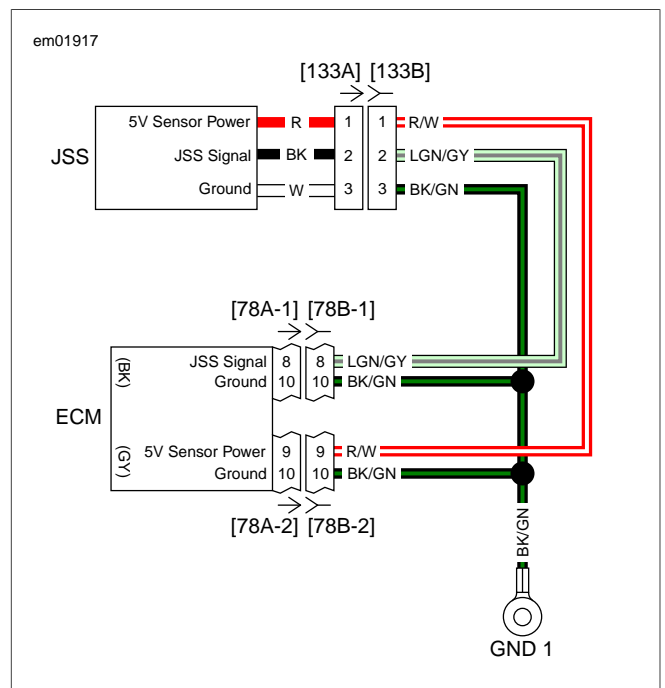 em01917
[133A] [133B]
5V Sensor Power R 1 1 R/W
JSS JSS Signal BK 2 2 LGN/GY
Ground W 3 3 BK/GN
[78A-1] [78B-1]
(BK) JSS Signal 8 8 LGN/GY
Ground 10 10 BK/GN
ECM
(GY) 5V Sensor Power 9 9 R/W
Ground 10 10 BK/GN
[78A-2] [78B-2]
BK/GN
GND 1